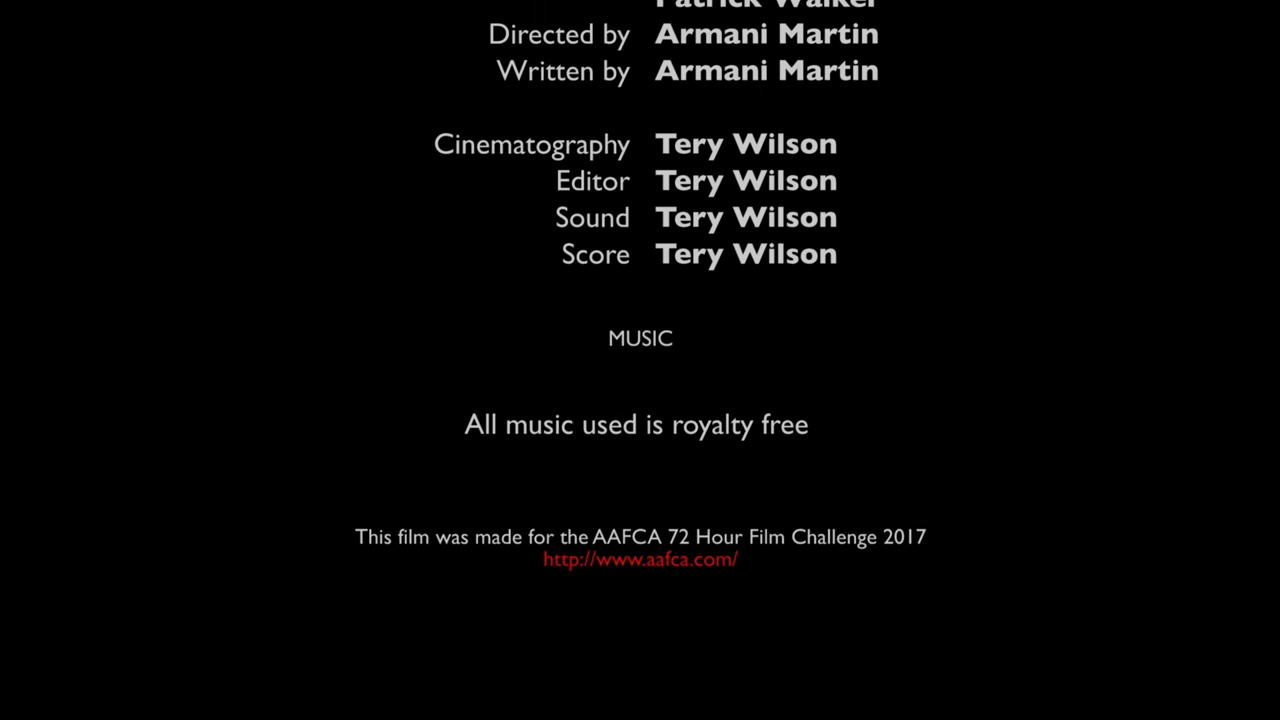 Patrick Walker
Directed by Armani Martin
Written by Armani Martin
Cinematography Tery Wilson
Editor Tery Wilson
Sound Tery Wilson
Score Tery Wilson
MUSIC
All music used is royalty free
This film was made for the AAFCA 72 Hour Film Challenge 2017
http://www.aafca.com/